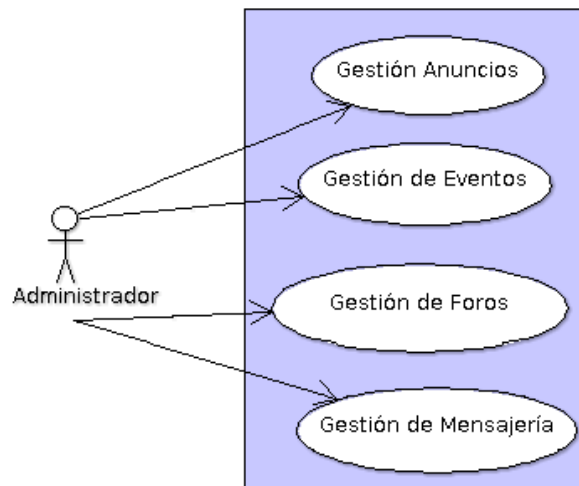 Gestión Anuncios
Gestión de Eventos
Administrador
Gestión de Foros
Gestión de Mensajería